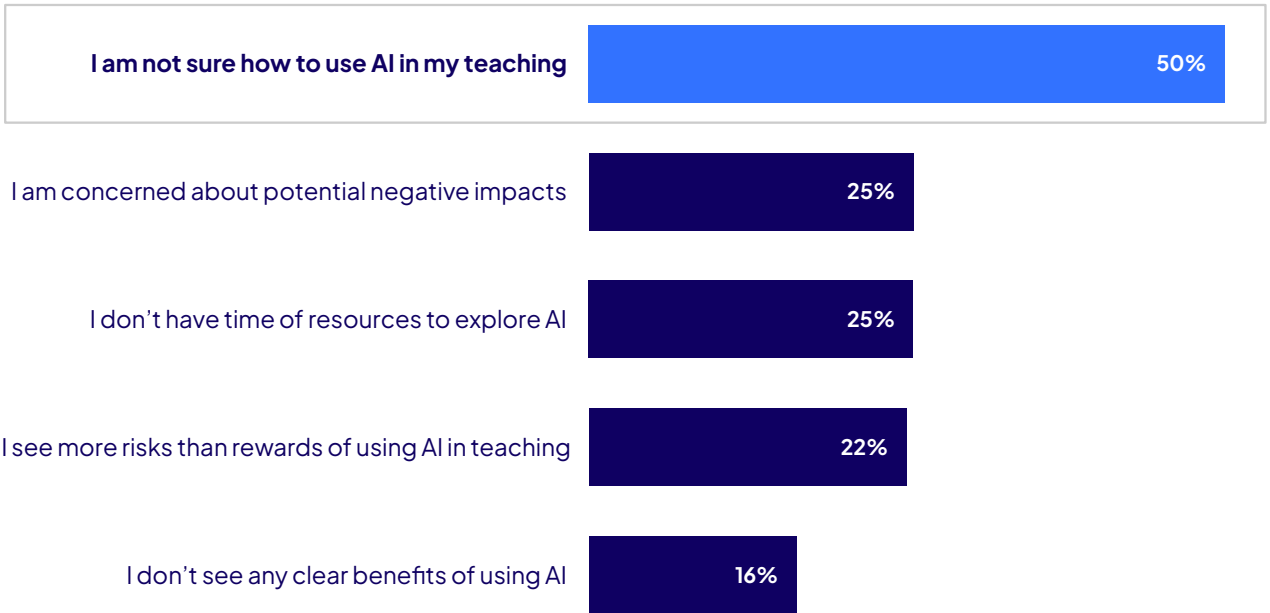 I am not sure how to use AI in my teaching 50%
I am concerned about potential negative impacts 25%
I don’t have time of resources to explore AI 25%
I see more risks than rewards of using AI in teaching 22%
I don’t see any clear benefits of using AI 16%